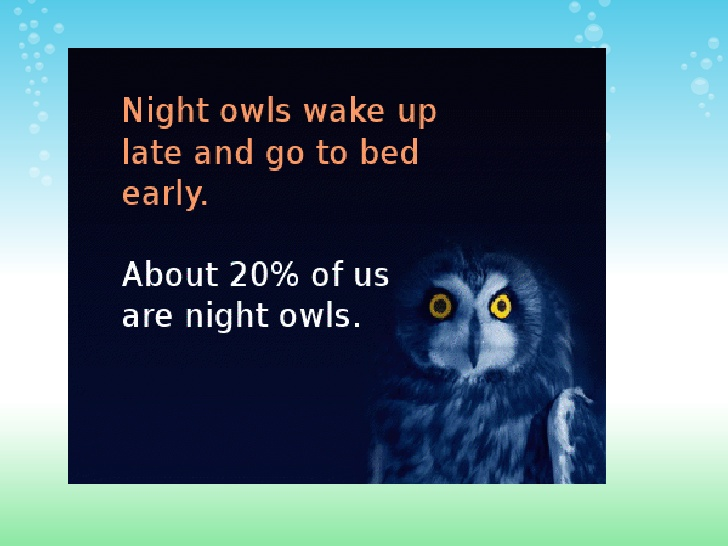 Night owls wake up
late and go to bed
early.
About 20% of us
are night owls.